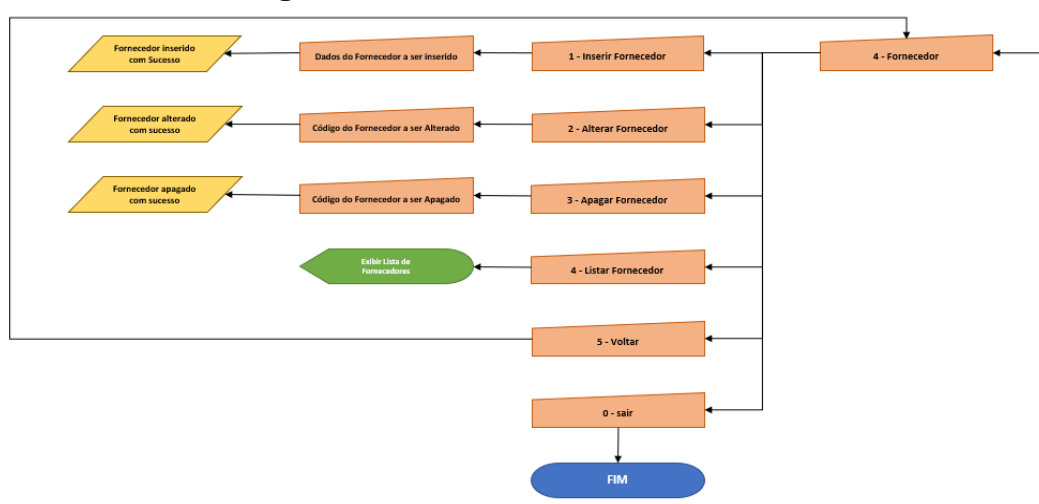 Fornecedor inserido
com Sucesso
Dados do Fornecedor a ser inserido
1 - Inserir Fornecedor
4 - Fornecedor
Fornecedor alterado
com sucesso
Código do Fornecedor a ser Alterado
2 - Alterar Fornecedor
Fornecedor apagado
com sucesso
Código do Fornecedor a ser Apagado
3 - Apagar Fornecedor
Exibir Lista de
Fornecedores
4 - Listar Fornecedor
5 - Voltar
0 - sair
FIM